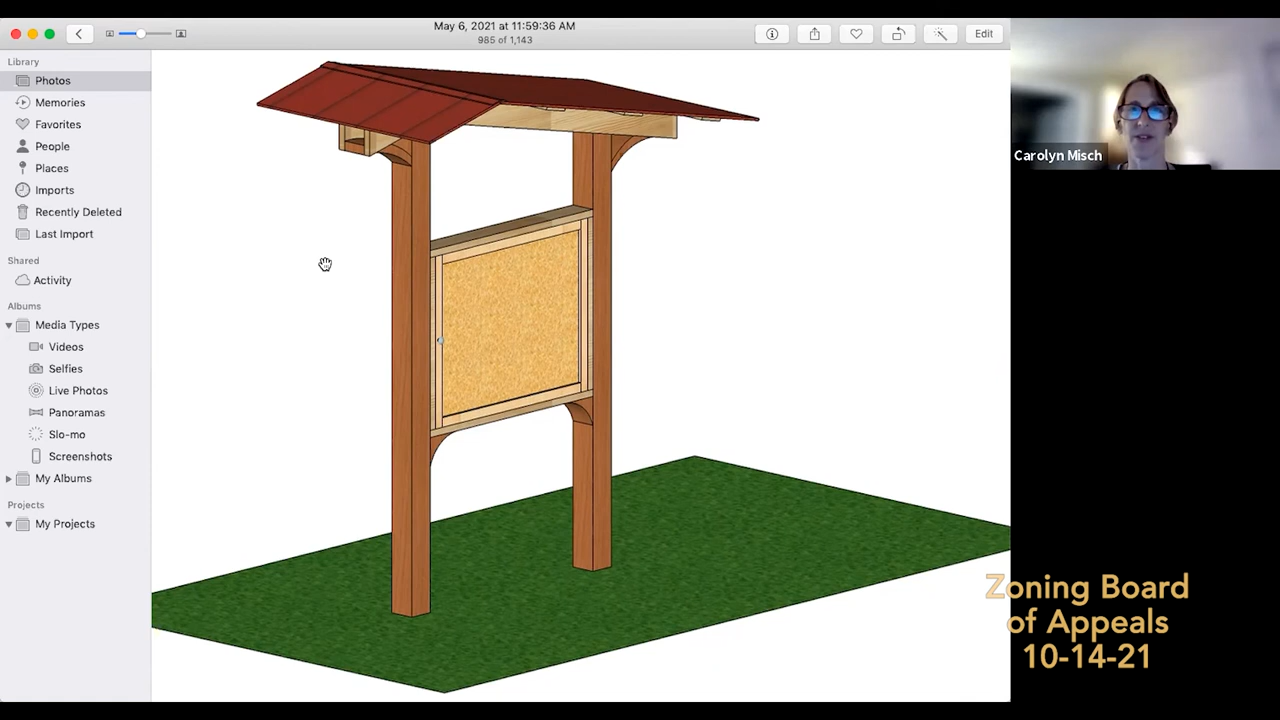 May 6, 2021 at 11:59:36 AM
985 of 1,143
Edit
Library
Photos
Memories
Favorites
People
Places
Imports
Recently Deleted
Last Import
Shared
Activity
Albums
Media Types
Videos
Selfies
Live Photos
Panoramas
Slo-mo
Screenshots
My Albums
Projects
My Projects
Carolyn Misch
Zoning Board
of Appeals
10-14-21